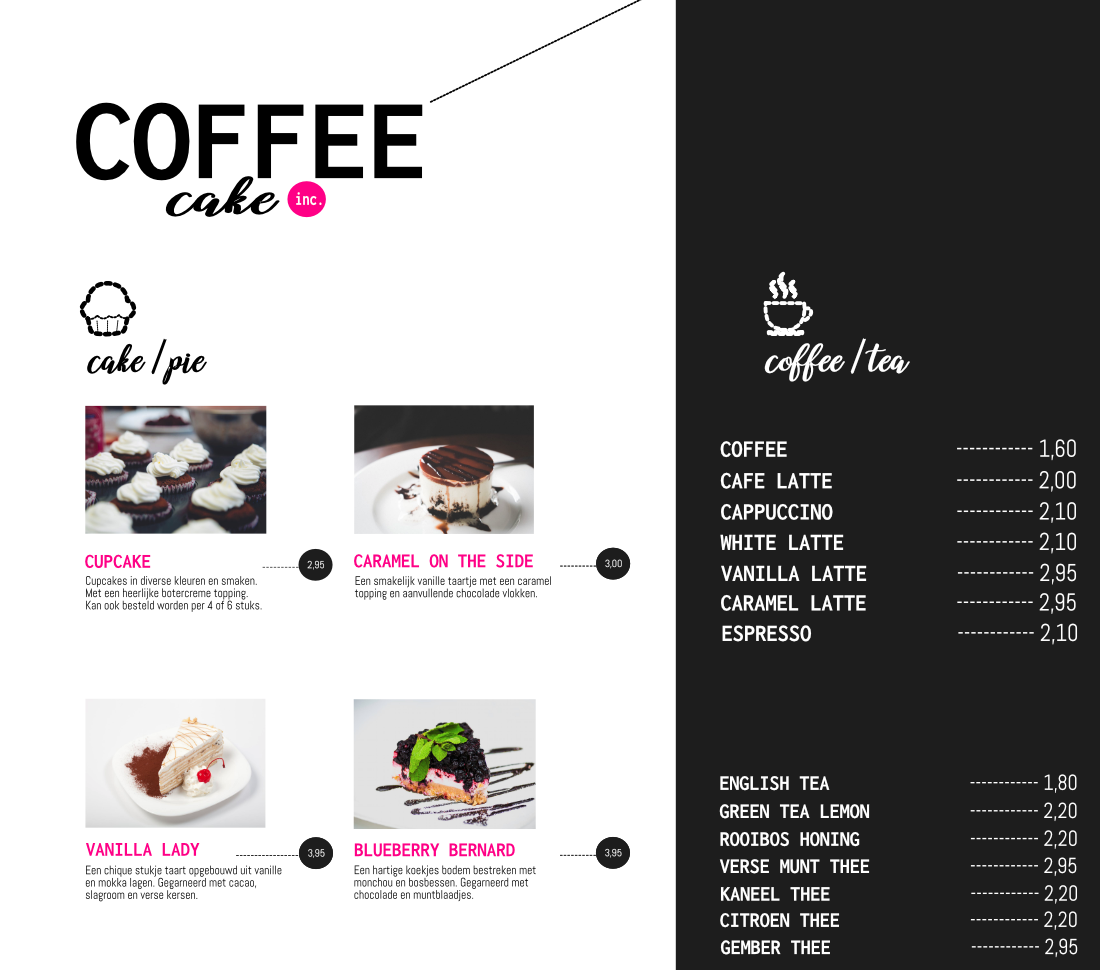 COFFEE
cake inc.
cake / pie
CUPCAKE 2,95
Cupcakes in diverse kleuren en smaken.
Met een heerlijke botercreme topping.
Kan ook besteld worden per 4 of 6 stuks.
CARAMEL ON THE SIDE 3,00
Een smakelijk vanille taartje met een caramel
topping en aanvullende chocolade vlokken.
VANILLA LADY 3,95
Een chique stukje taart opgebouwd uit vanille
en mokka lagen. Gegarneerd met cacao,
slagroom en verse kersen.
BLUEBERRY BERNARD 3,95
Een hartige koekjes bodem bestreken met
monchou en bosbessen. Gegarneerd met
chocolade en muntblaadjes.
coffee / tea
COFFEE ----------- 1,60
CAFE LATTE ----------- 2,00
CAPPUCCINO ----------- 2,10
WHITE LATTE ----------- 2,10
VANILLA LATTE ----------- 2,95
CARAMEL LATTE ----------- 2,95
ESPRESSO ----------- 2,10
ENGLISH TEA ----------- 1,80
GREEN TEA LEMON ----------- 2,20
ROOIBOS HONING ----------- 2,20
VERSE MUNT THEE ----------- 2,95
KANEEL THEE ----------- 2,20
CITROEN THEE ----------- 2,20
GEMBER THEE ----------- 2,95